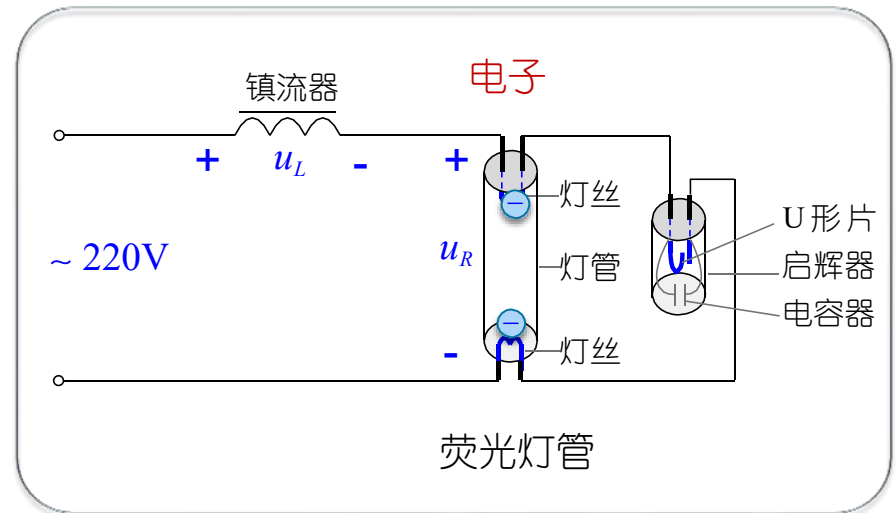 电子
镇流器
+ u_L -
+
灯丝
U形片
~ 220V
u_R
灯管
启辉器
电容器
-
灯丝
荧光灯管